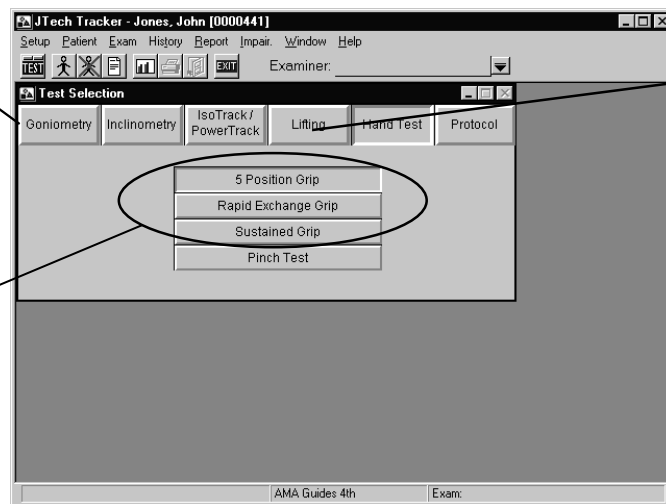 JTech Tracker - Jones, John [0000441]
Setup Patient Exam History Report Impair. Window Help
TEST EXIT Examiner:
Test Selection
Goniometry Inclinometry IsoTrack / PowerTrack Lifting Hand Test Protocol
5 Position Grip
Rapid Exchange Grip
Sustained Grip
Pinch Test
AMA Guides 4th Exam: